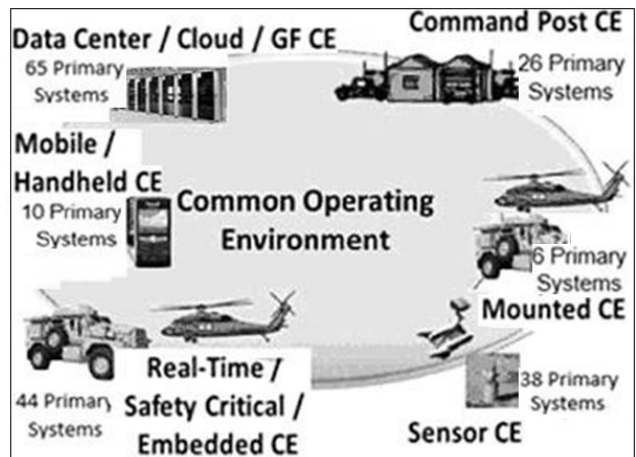 Data Center / Cloud / GF CE
65 Primary
Systems
Command Post CE
26 Primary
Systems
Mobile /
Handheld CE
10 Primary
Systems
Common Operating
Environment
6 Primary
Systems
Mounted CE
Real-Time /
Safety Critical /
Embedded CE
44 Primary
Systems
38 Primary
Systems
Sensor CE